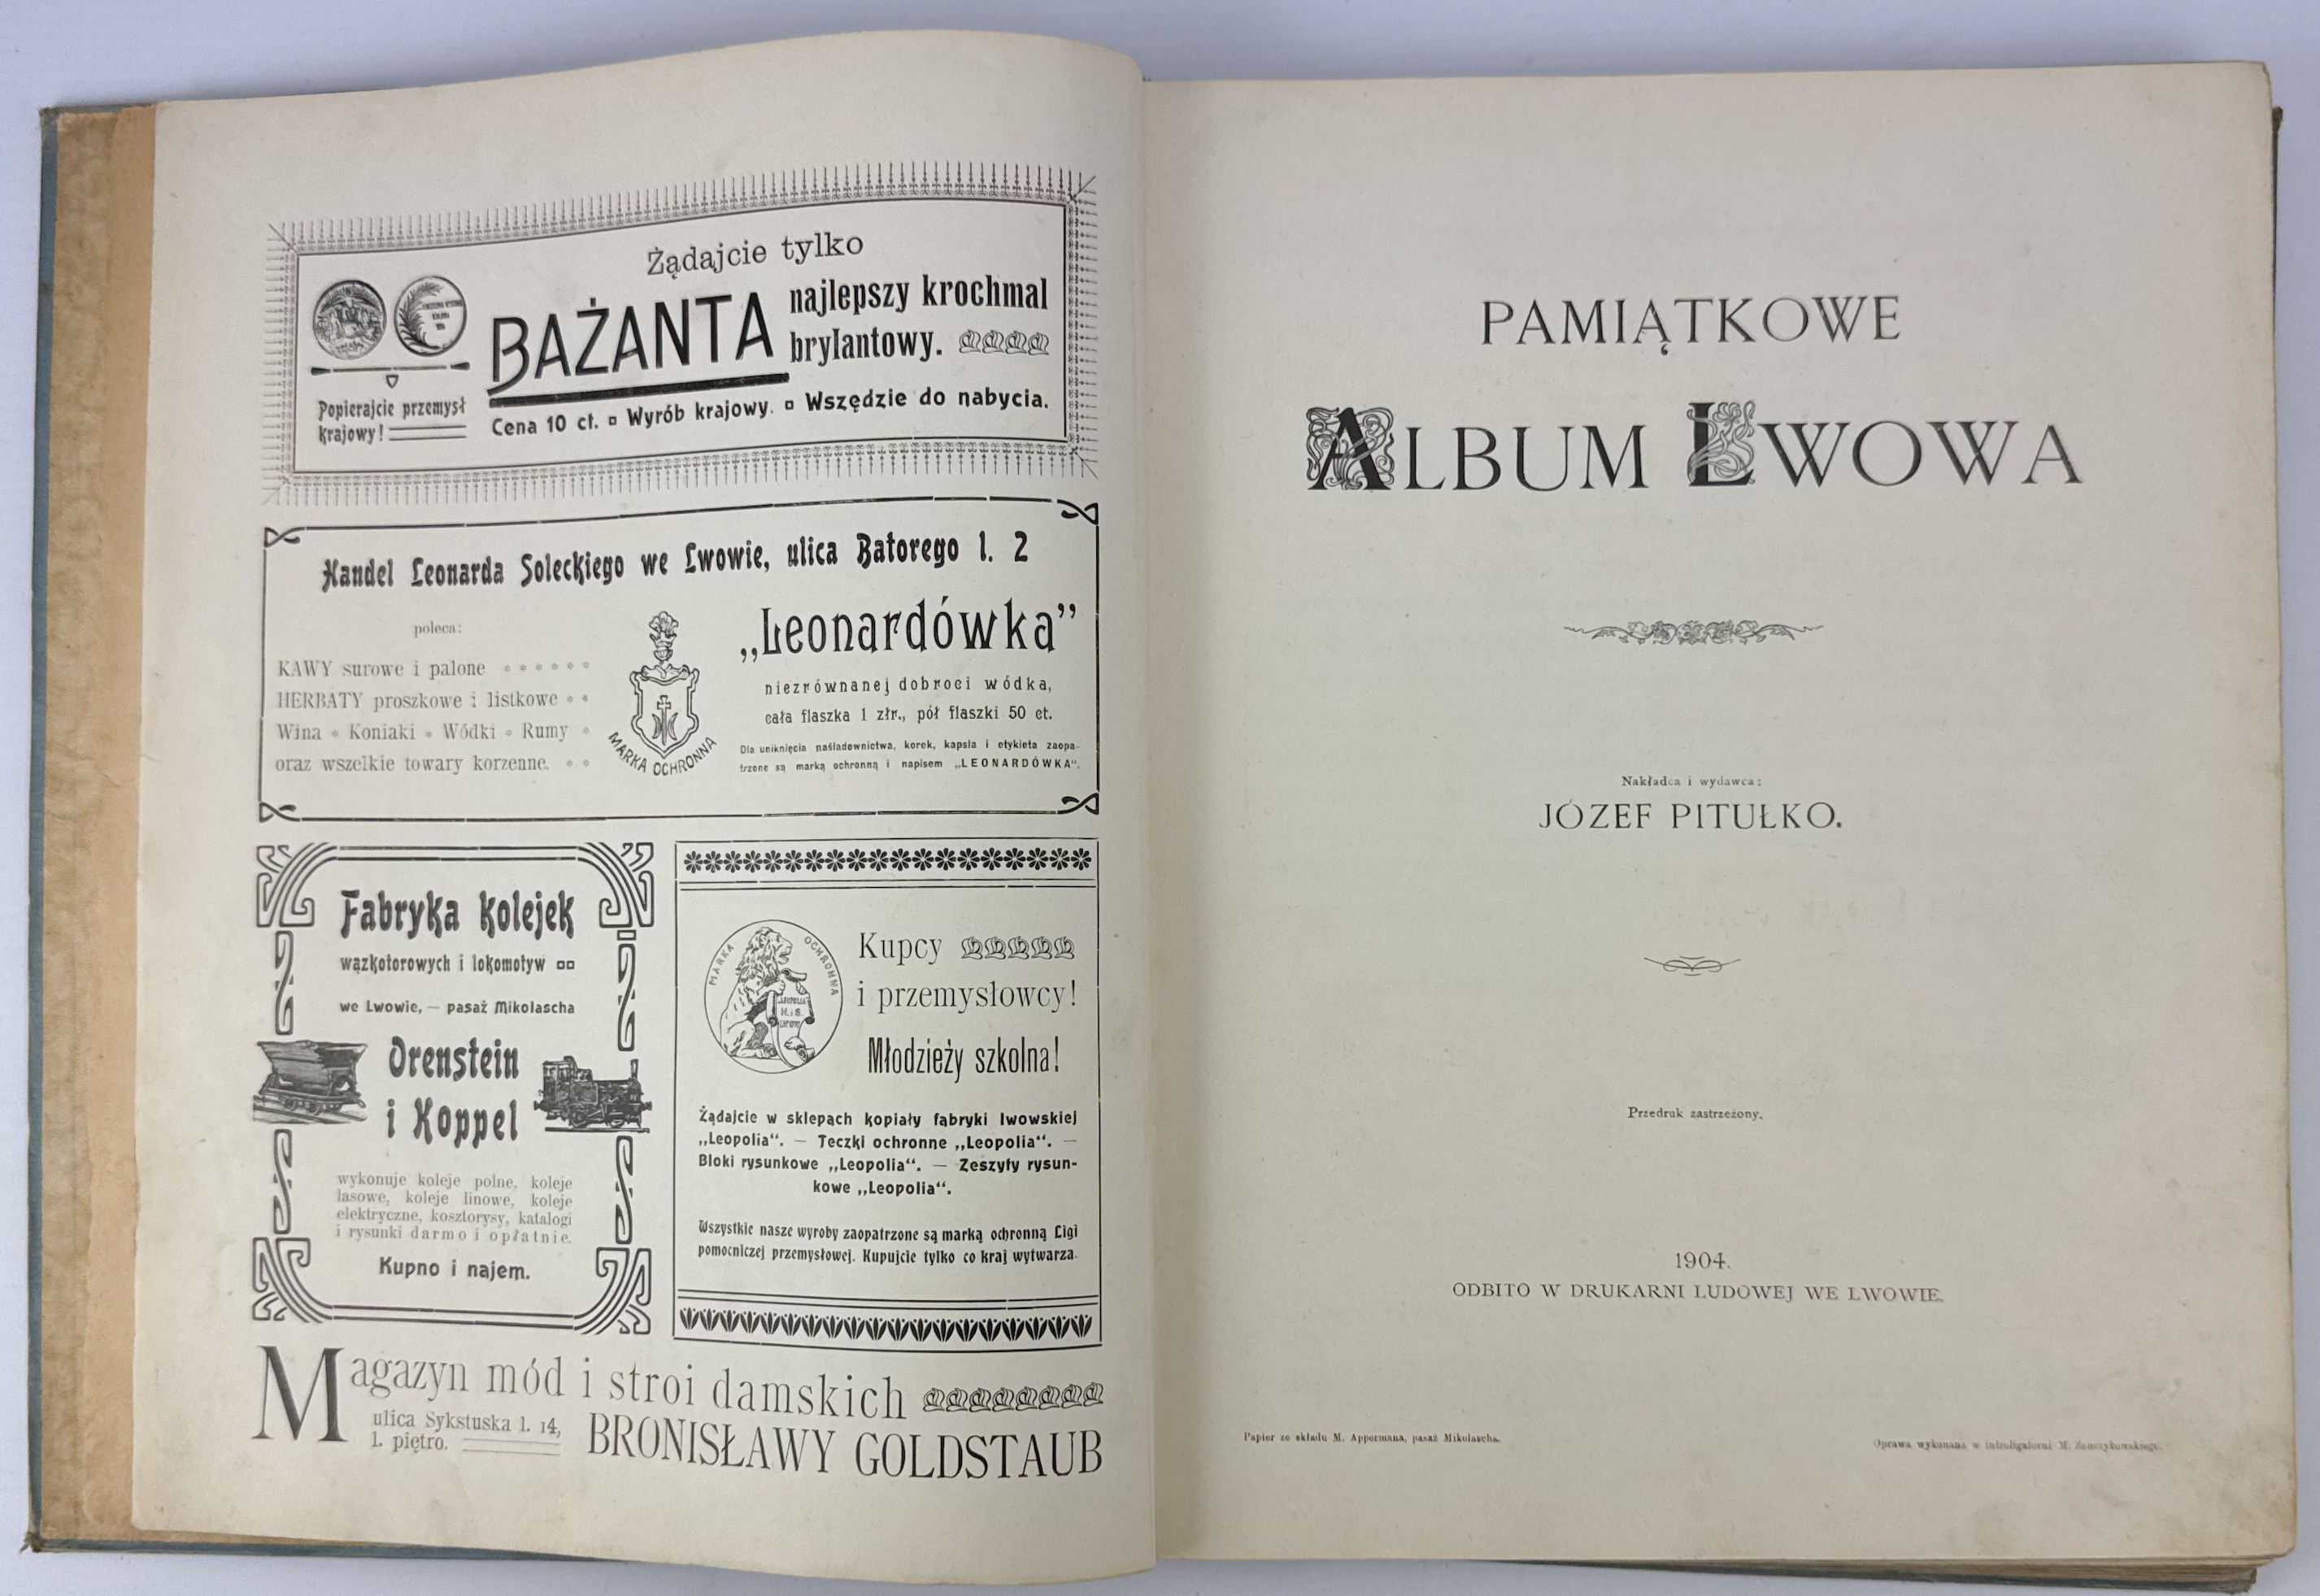 Żądajcie tylko
BAŻANTA
najlepszy krochmal
brylantowy.
Popierajcie przemysł
krajowy!
Cena 10 ct. ▫ Wyrób krajowy. ▫ Wszędzie do nabycia.
Handel Leonarda Soleckiego we Lwowie, ulica Batorego l. 2
poleca:
KAWY surowe i palone
HERBATY proszkowe i listkowe
Wina * Koniaki * Wódki * Rumy
oraz wszelkie towary korzenne.
MARKA OCHRONNA
„Leonardówka”
niezrównanej dobroci wódka,
cała flaszka 1 złr., pół flaszki 50 ct.
Dla uniknięcia naśladownictwa, korek, kapsla i etykieta zaopa-
trzone są marką ochronną i napisem „LEONARDÓWKA“.
Fabryka kolejek
wązkotorowych i lokomotyw
we Lwowie, — pasaż Mikolascha
Orenstein
i Koppel
wykonuje koleje polne, koleje
lasowe, koleje linowe, koleje
elektryczne, kosztorysy, katalogi
i rysunki darmo i opłatnie.
Kupno i najem.
MARKA OCHRONNA
LEOPOLIA
H. i S.
LWÓW
Kupcy
i przemysłowcy!
Młodzieży szkolna!
Żądajcie w sklepach kopiały fabryki lwowskiej
„Leopolia“. — Teczki ochronne „Leopolia“. —
Bloki rysunkowe „Leopolia“. — Zeszyty rysun-
kowe „Leopolia“.
Wszystkie nasze wyroby zaopatrzone są marką ochronną Ligi
pomocniczej przemysłowej. Kupujcie tylko co kraj wytwarza.
Magazyn mód i stroi damskich
ulica Sykstuska l. 14,
I. piętro.
BRONISŁAWY GOLDSTAUB
PAMIĄTKOWE
ALBUM LWOWA
Nakładca i wydawca:
JÓZEF PITUŁKO.
Przedruk zastrzeżony.
1904.
ODBITO W DRUKARNI LUDOWEJ WE LWOWIE.
Papier ze składu M. Appermana, pasaż Mikolascha.
Oprawa wykonana w introligatorni M. Zenczykowskiego.